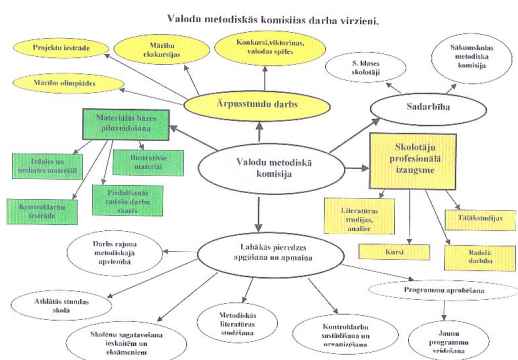 Valodu metodiskās komisijas darba virzieni.
Projektu izstrāde
Mācību
ekskursijas
Konkursi,viktorīnas,
valodas spēles
Mācību olimpiādes
Ārpusstundu darbs
5. klases
skolotāji
Sākumskolas
metodiskā
komisija
Sadarbība
Materiālās bāzes
pilnveidošana
Izdales un
uzskates materiāli
Ilustratīvie
materiāli
Kontroldarbu
izstrāde
Piedalīšanās
radošo darbu
skatēs
Valodu metodiskā
komisija
Skolotāju
profesionālā
izaugsme
Literatūras
studijas,
analīze
Tālākstudijas
Kursi
Radošā
darbība
Labākās pieredzes
apgūšana un apmaiņa
Darbs rajona
metodiskajā
apvienībā
Atklātās stundas
skolā
Skolēnu sagatavošana
ieskaitēm un
eksāmeniem
Metodiskās
literatūras
studēšana
Kontroldarbu
sastādīšana un
organizēšana
Programmu aprobēšana
Jaunu
programmu
veidošana